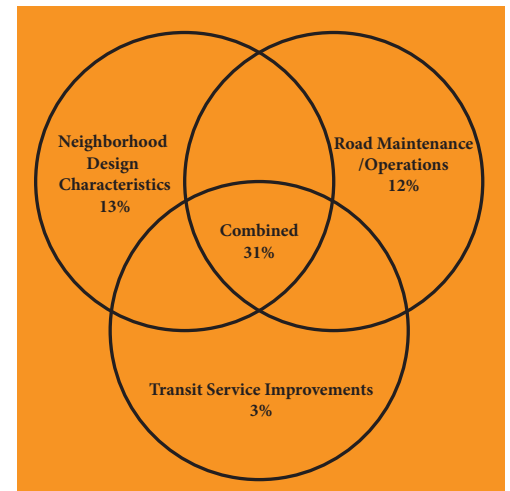 Neighborhood
Design
Characteristics
13%
Road Maintenance
/Operations
12%
Combined
31%
Transit Service Improvements
3%